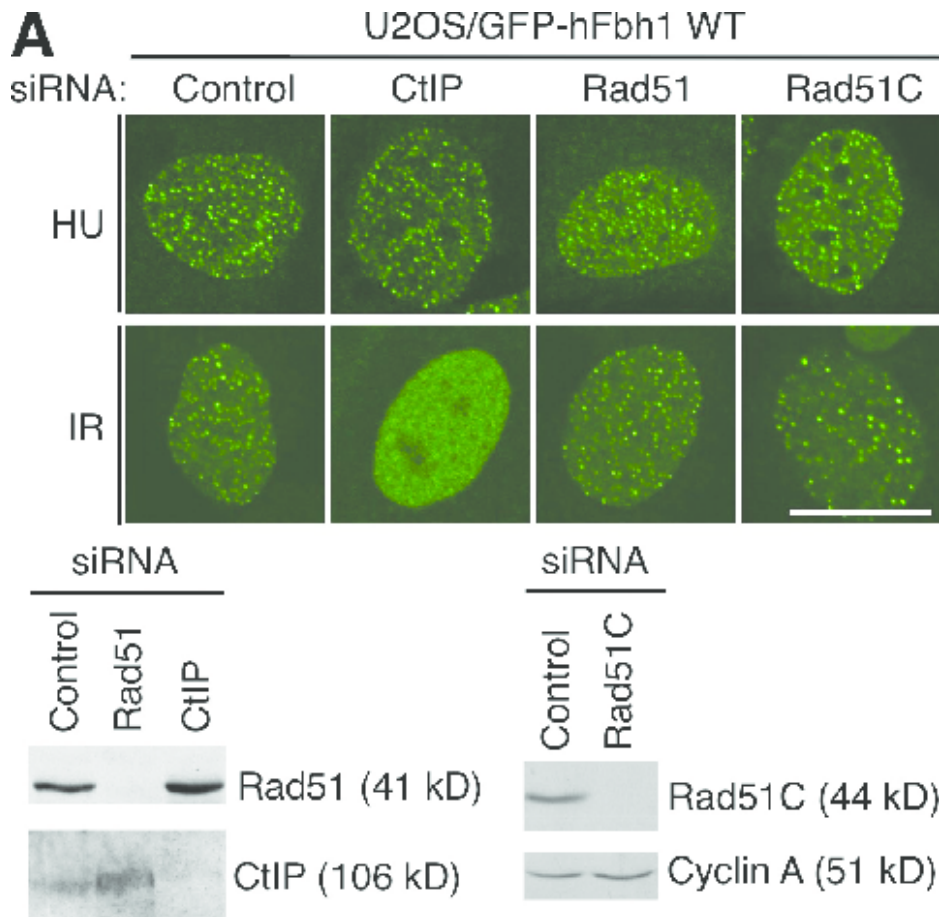 A
U2OS/GFP-hFbh1 WT
siRNA: Control CtIP Rad51 Rad51C
HU
IR
siRNA
Control Rad51 CtIP
Rad51 (41 kD)
CtIP (106 kD)
siRNA
Control Rad51C
Rad51C (44 kD)
Cyclin A (51 kD)